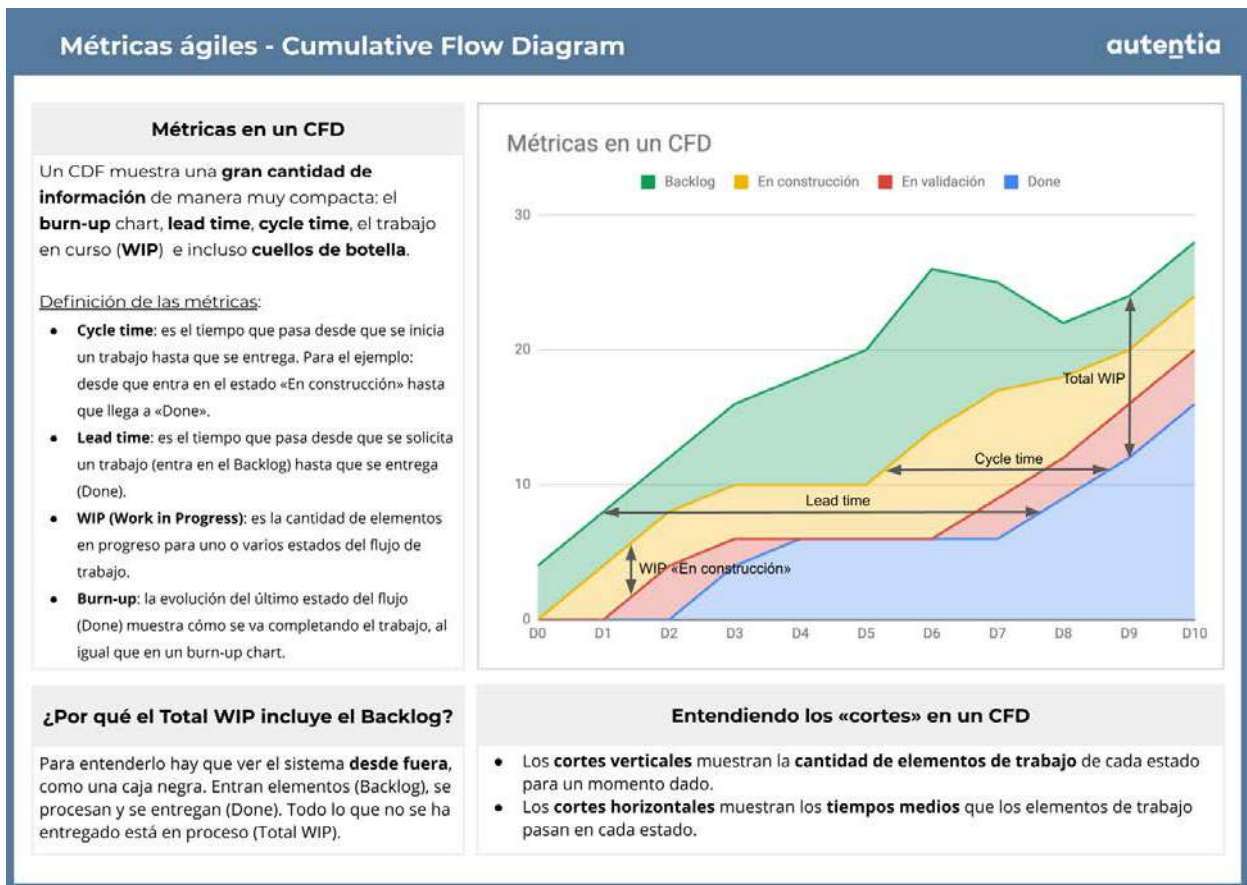 Métricas ágiles - Cumulative Flow Diagram
autentia
Métricas en un CFD
Un CDF muestra una gran cantidad de
información de manera muy compacta: el
burn-up chart, lead time, cycle time, el trabajo
en curso (WIP) e incluso cuellos de botella.
Definición de las métricas:
● Cycle time: es el tiempo que pasa desde que se inicia
un trabajo hasta que se entrega. Para el ejemplo:
desde que entra en el estado «En construcción» hasta
que llega a «Done».
● Lead time: es el tiempo que pasa desde que se solicita
un trabajo (entra en el Backlog) hasta que se entrega
(Done).
● WIP (Work in Progress): es la cantidad de elementos
en progreso para uno o varios estados del flujo de
trabajo.
● Burn-up: la evolución del último estado del flujo
(Done) muestra cómo se va completando el trabajo, al
igual que en un burn-up chart.
Métricas en un CFD
Backlog En construcción En validación Done
30
20
10
0
Total WIP
Cycle time
Lead time
WIP «En construcción»
D0 D1 D2 D3 D4 D5 D6 D7 D8 D9 D10
¿Por qué el Total WIP incluye el Backlog?
Para entenderlo hay que ver el sistema desde fuera,
como una caja negra. Entran elementos (Backlog), se
procesan y se entregan (Done). Todo lo que no se ha
entregado está en proceso (Total WIP).
Entendiendo los «cortes» en un CFD
● Los cortes verticales muestran la cantidad de elementos de trabajo de cada estado
para un momento dado.
● Los cortes horizontales muestran los tiempos medios que los elementos de trabajo
pasan en cada estado.